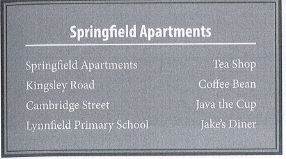 Springfield Apartments
Springfield Apartments Tea Shop
Kingsley Road Coffee Bean
Cambridge Street Java the Cup
Lynnfield Primary School Jake's Diner